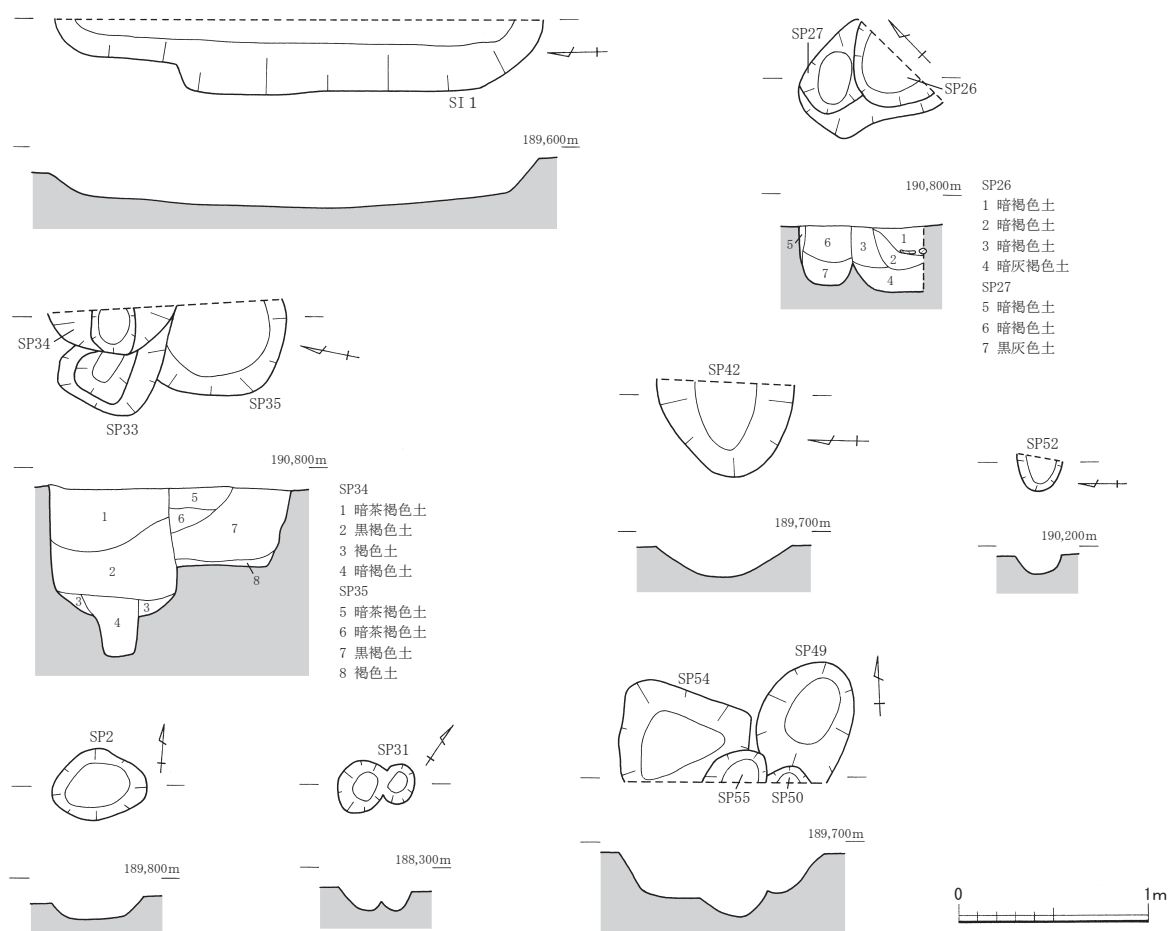 SI 1
189,600m
SP27
SP26
190,800m
SP26
1 暗褐色土
2 暗褐色土
3 暗褐色土
4 暗灰褐色土
SP27
5 暗褐色土
6 暗褐色土
7 黒灰色土
5
6
3
1
2
7
4
SP34
SP35
SP33
190,800m
SP34
1 暗茶褐色土
2 黒褐色土
3 褐色土
4 暗褐色土
SP35
5 暗茶褐色土
6 暗茶褐色土
7 黒褐色土
8 褐色土
1
5
6
7
2
8
3
3
4
SP42
189,700m
SP52
190,200m
SP2
189,800m
SP31
188,300m
SP54
SP49
SP55
SP50
189,700m
0
1m